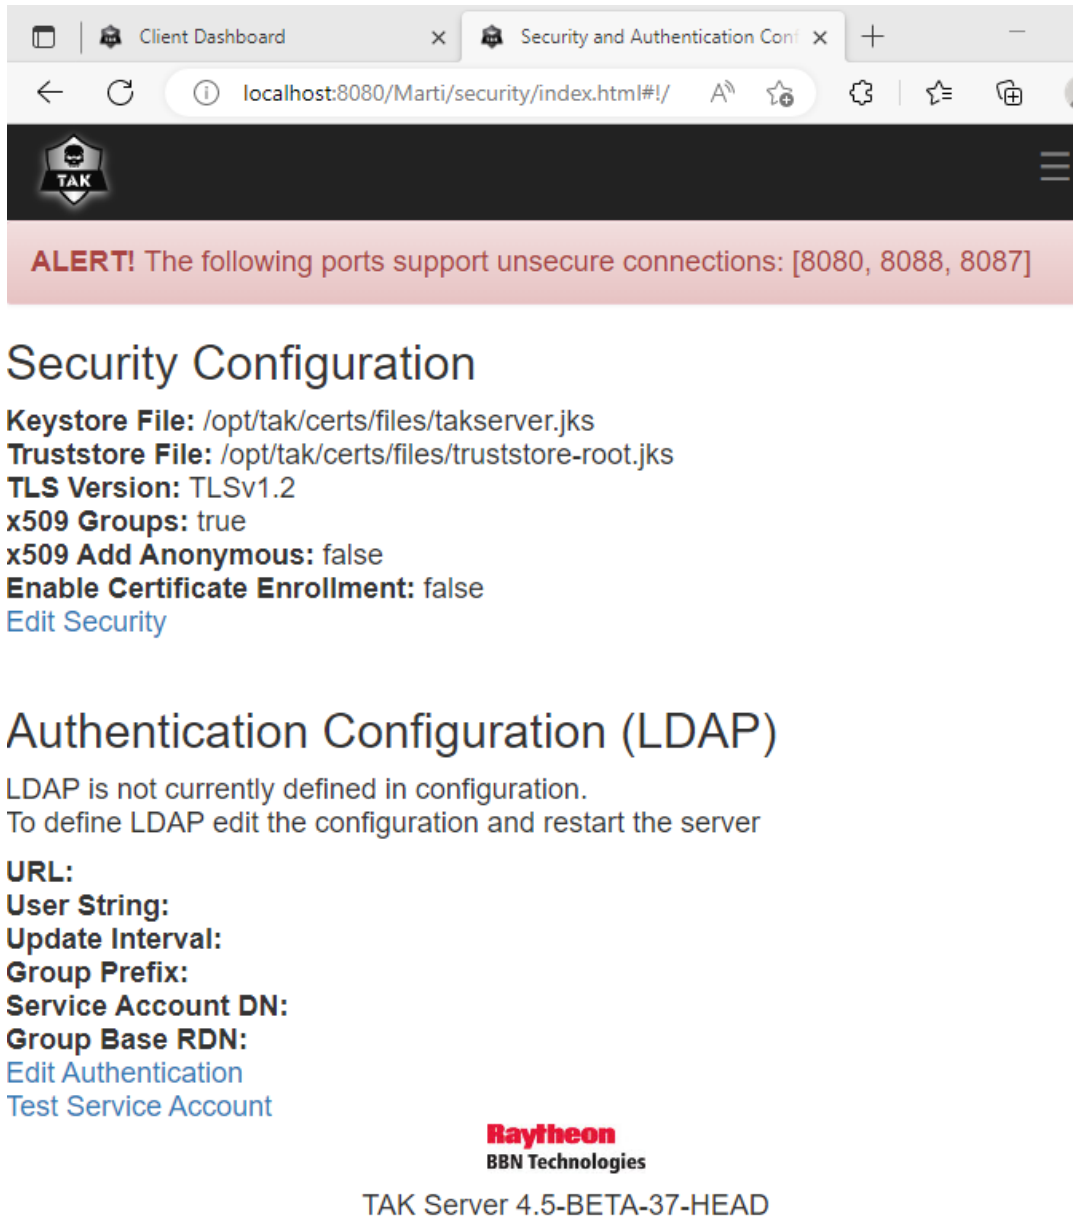 Client Dashboard
Security and Authentication Conf
localhost:8080/Marti/security/index.html#!/
TAK
ALERT! The following ports support unsecure connections: [8080, 8088, 8087]
Security Configuration
Keystore File: /opt/tak/certs/files/takserver.jks
Truststore File: /opt/tak/certs/files/truststore-root.jks
TLS Version: TLSv1.2
x509 Groups: true
x509 Add Anonymous: false
Enable Certificate Enrollment: false
Edit Security
Authentication Configuration (LDAP)
LDAP is not currently defined in configuration.
To define LDAP edit the configuration and restart the server
URL:
User String:
Update Interval:
Group Prefix:
Service Account DN:
Group Base RDN:
Edit Authentication
Test Service Account
Raytheon
BBN Technologies
TAK Server 4.5-BETA-37-HEAD